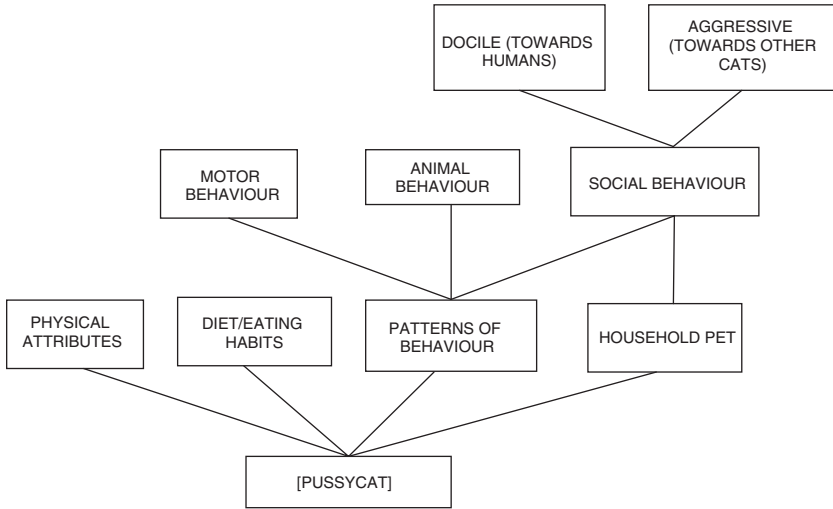 DOCILE (TOWARDS
HUMANS)
AGGRESSIVE
(TOWARDS OTHER
CATS)
MOTOR
BEHAVIOUR
ANIMAL
BEHAVIOUR
SOCIAL BEHAVIOUR
PHYSICAL
ATTRIBUTES
DIET/EATING
HABITS
PATTERNS OF
BEHAVIOUR
HOUSEHOLD PET
[PUSSYCAT]